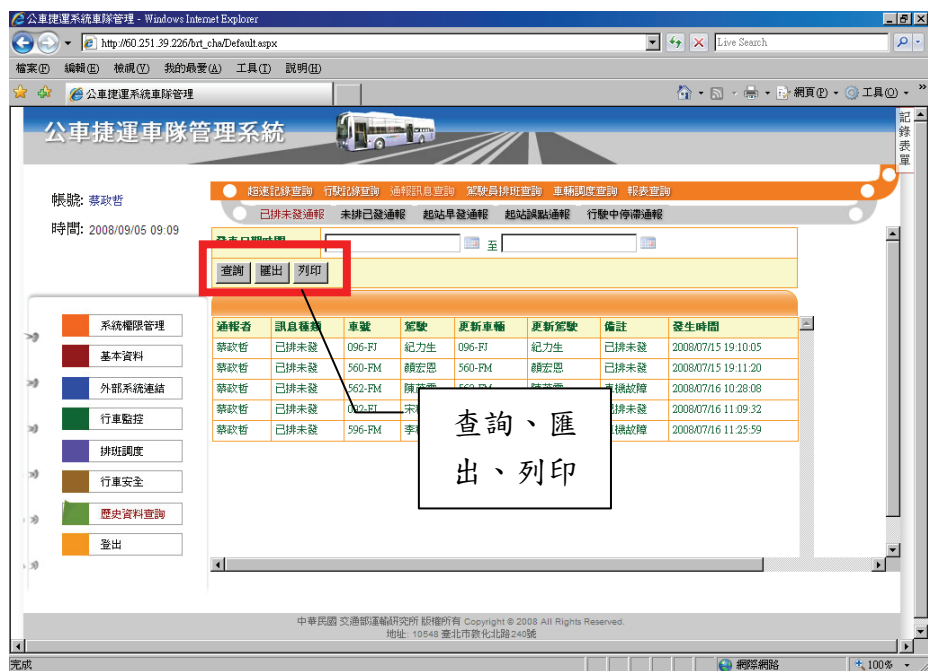 公車捷運系統車隊管理 - Windows Internet Explorer
http://60.251.39.226/brt_cha/Default.aspx
Live Search
檔案(F) 編輯(E) 檢視(V) 我的最愛(A) 工具(T) 說明(H)
公車捷運系統車隊管理
網頁(P)
工具(O)
公車捷運車隊管理系統
記錄表單
帳號: 蔡政哲
時間: 2008/09/05 09:09
超速記錄查詢 行駛記錄查詢 通報訊息查詢 駕駛員排班查詢 車輛調度查詢 報表查詢
已排未發通報 未排已發通報 起站早發通報 起站誤點通報 行駛中停滯通報
發布日期時間
至
查詢 匯出 列印
系統權限管理
基本資料
外部系統連結
行車監控
排班調度
行車安全
歷史資料查詢
登出
通報者 訊息種類 車號 駕駛 更新車輛 更新駕駛 備註 發生時間
蔡政哲 已排未發 096-FJ 紀力生 096-FJ 紀力生 已排未發 2008/07/15 19:10:05
蔡政哲 已排未發 560-FM 顏宏恩 560-FM 顏宏恩 已排未發 2008/07/15 19:11:20
蔡政哲 已排未發 562-FM 車機故障 2008/07/16 10:28:08
蔡政哲 已排未發 092-FJ 已排未發 2008/07/16 11:09:32
蔡政哲 已排未發 596-FM 車機故障 2008/07/16 11:25:59
查詢、匯
出、列印
中華民國 交通部運輸研究所 版權所有 Copyright © 2008 All Rights Reserved.
地址: 10548 臺北市敦化北路240號
完成
網際網路
100%